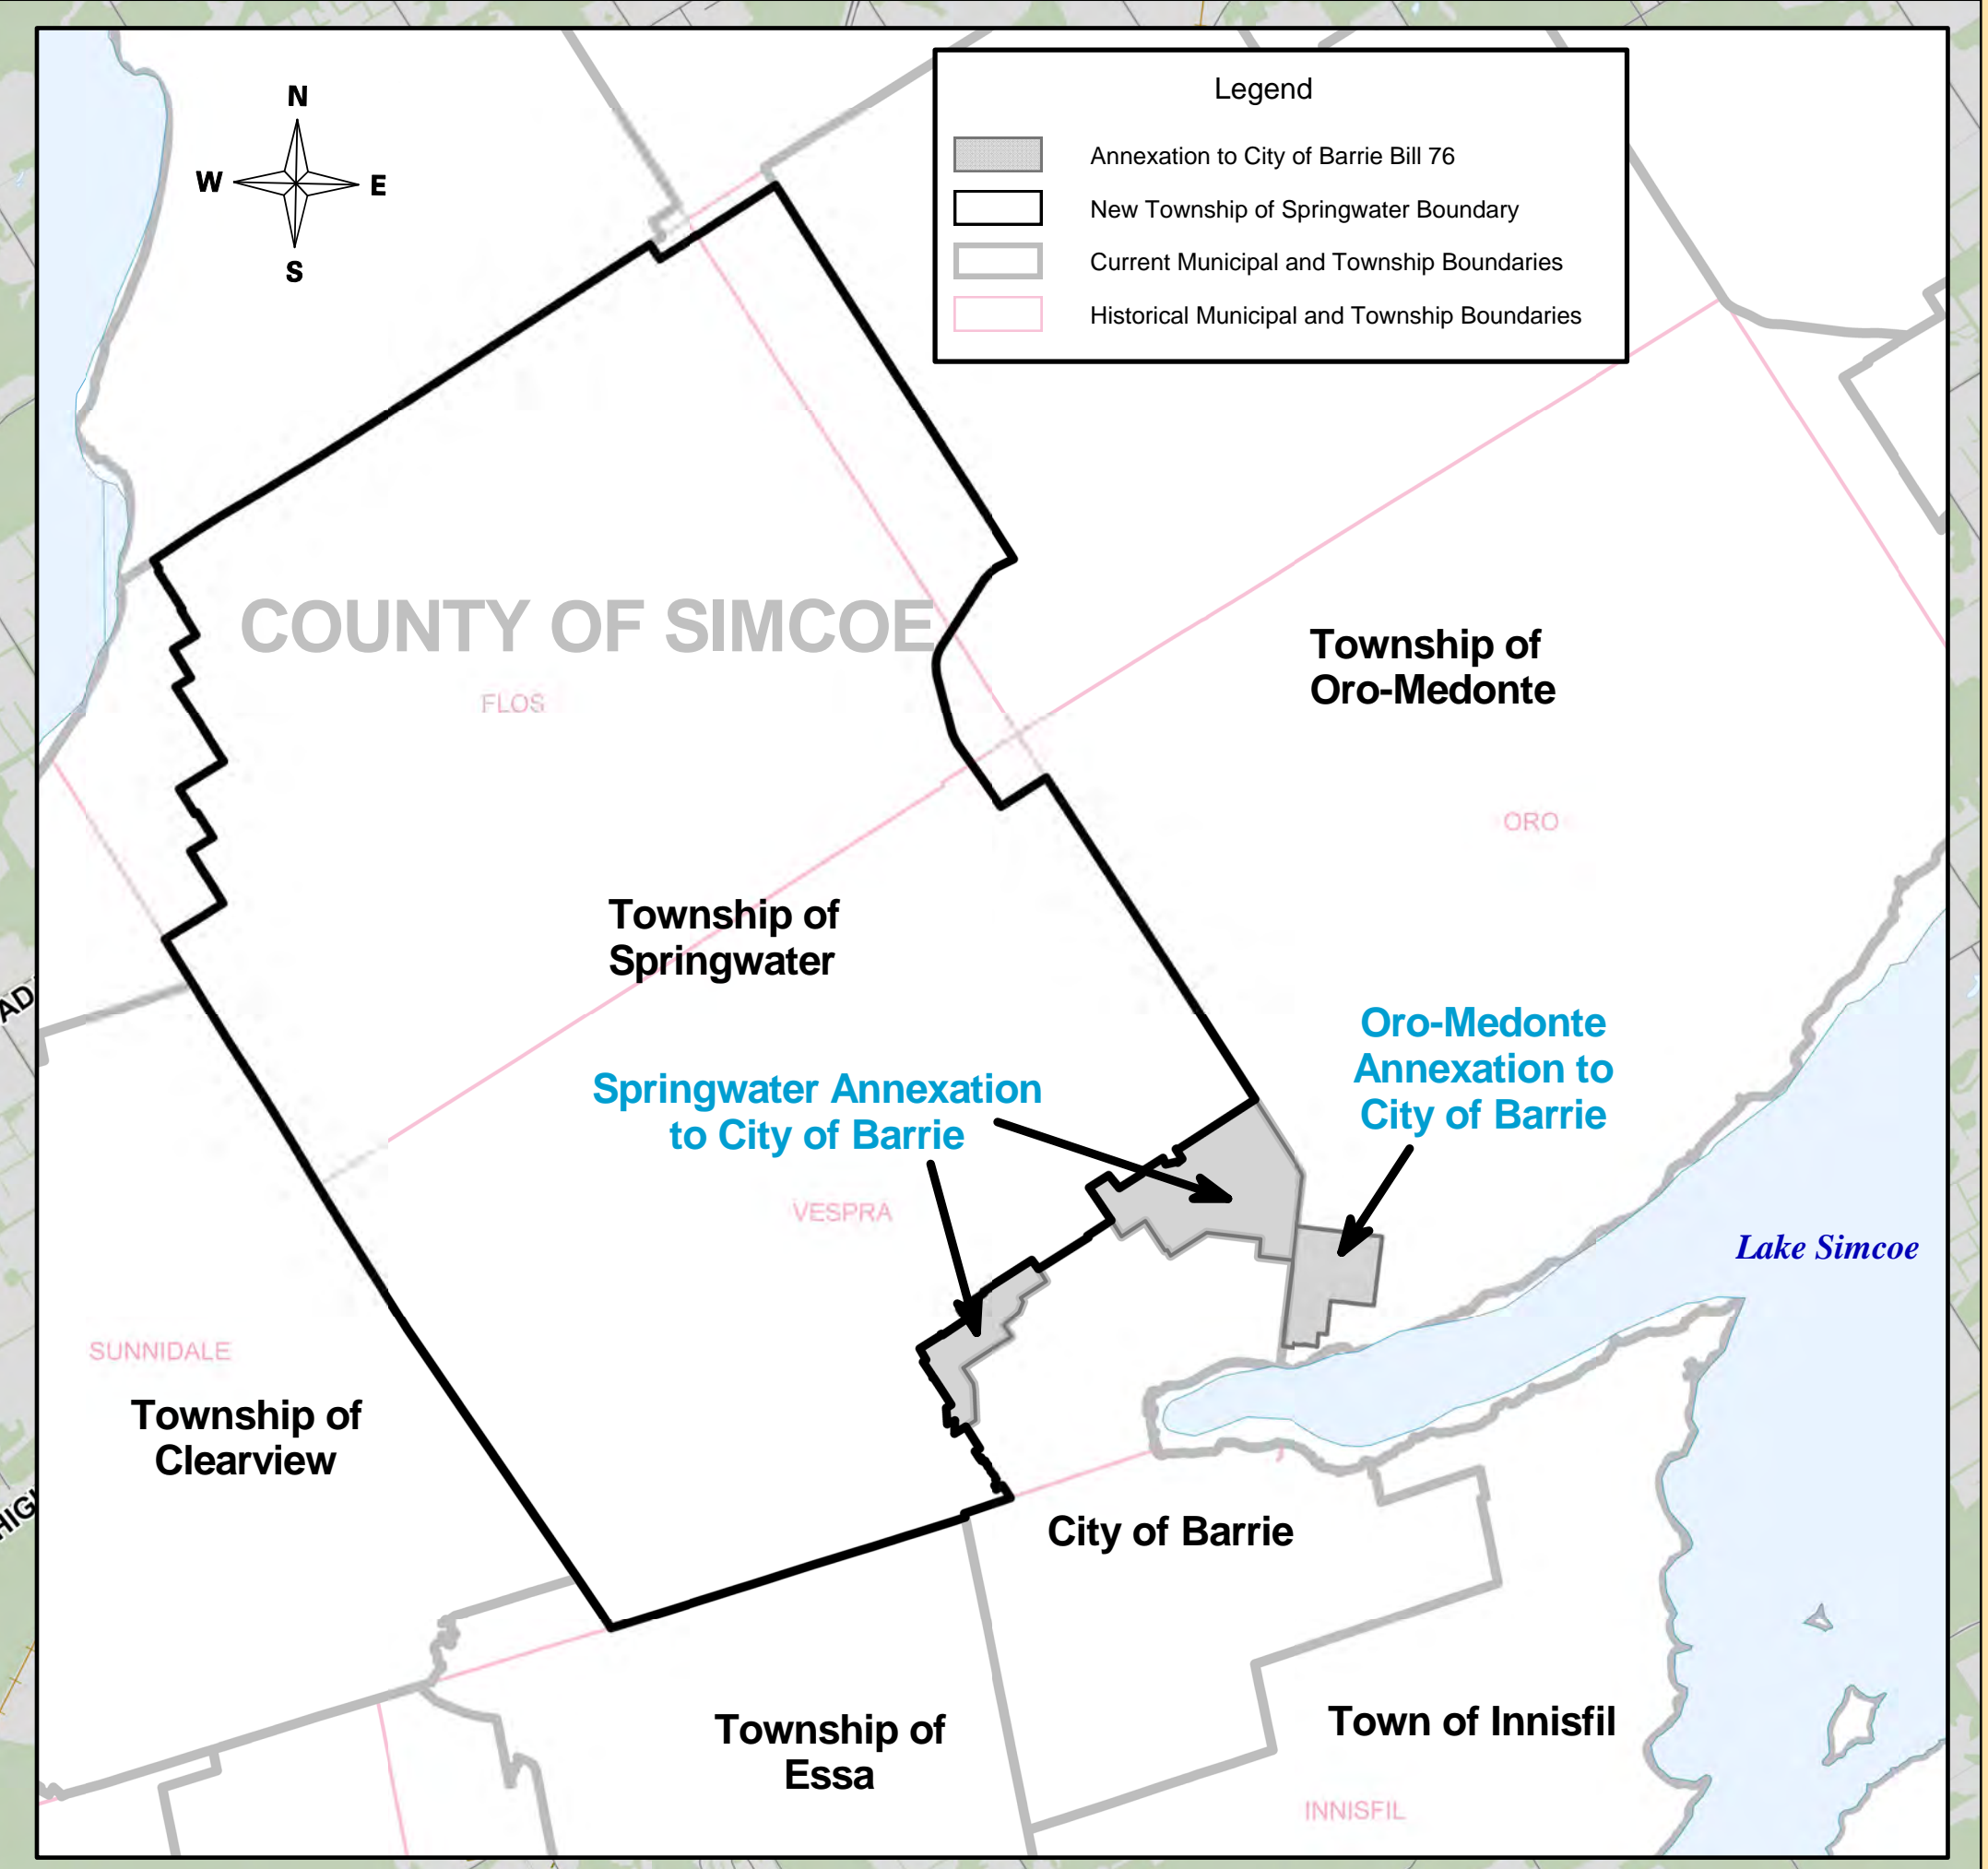 N
W E
S
Legend
Annexation to City of Barrie Bill 76
New Township of Springwater Boundary
Current Municipal and Township Boundaries
Historical Municipal and Township Boundaries
COUNTY OF SIMCOE
FLOS
Township of
Oro-Medonte
ORO
Township of
Springwater
Oro-Medonte
Annexation to
City of Barrie
Springwater Annexation
to City of Barrie
VESPRA
Lake Simcoe
SUNNIDALE
Township of
Clearview
City of Barrie
Township of
Essa
Town of Innisfil
INNISFIL